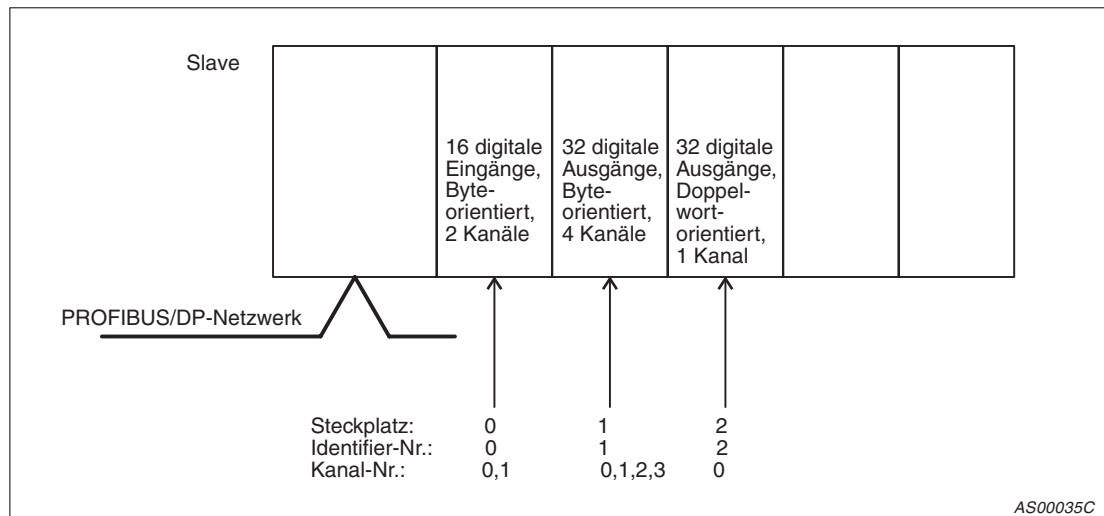 Slave
16 digitale
Eingänge,
Byte-
orientiert,
2 Kanäle
32 digitale
Ausgänge,
Byte-
orientiert,
4 Kanäle
32 digitale
Ausgänge,
Doppel-
wort-
orientiert,
1 Kanal
PROFIBUS/DP-Netzwerk
Steckplatz: 0 1 2
Identifier-Nr.: 0 1 2
Kanal-Nr.: 0,1 0,1,2,3 0
AS00035C